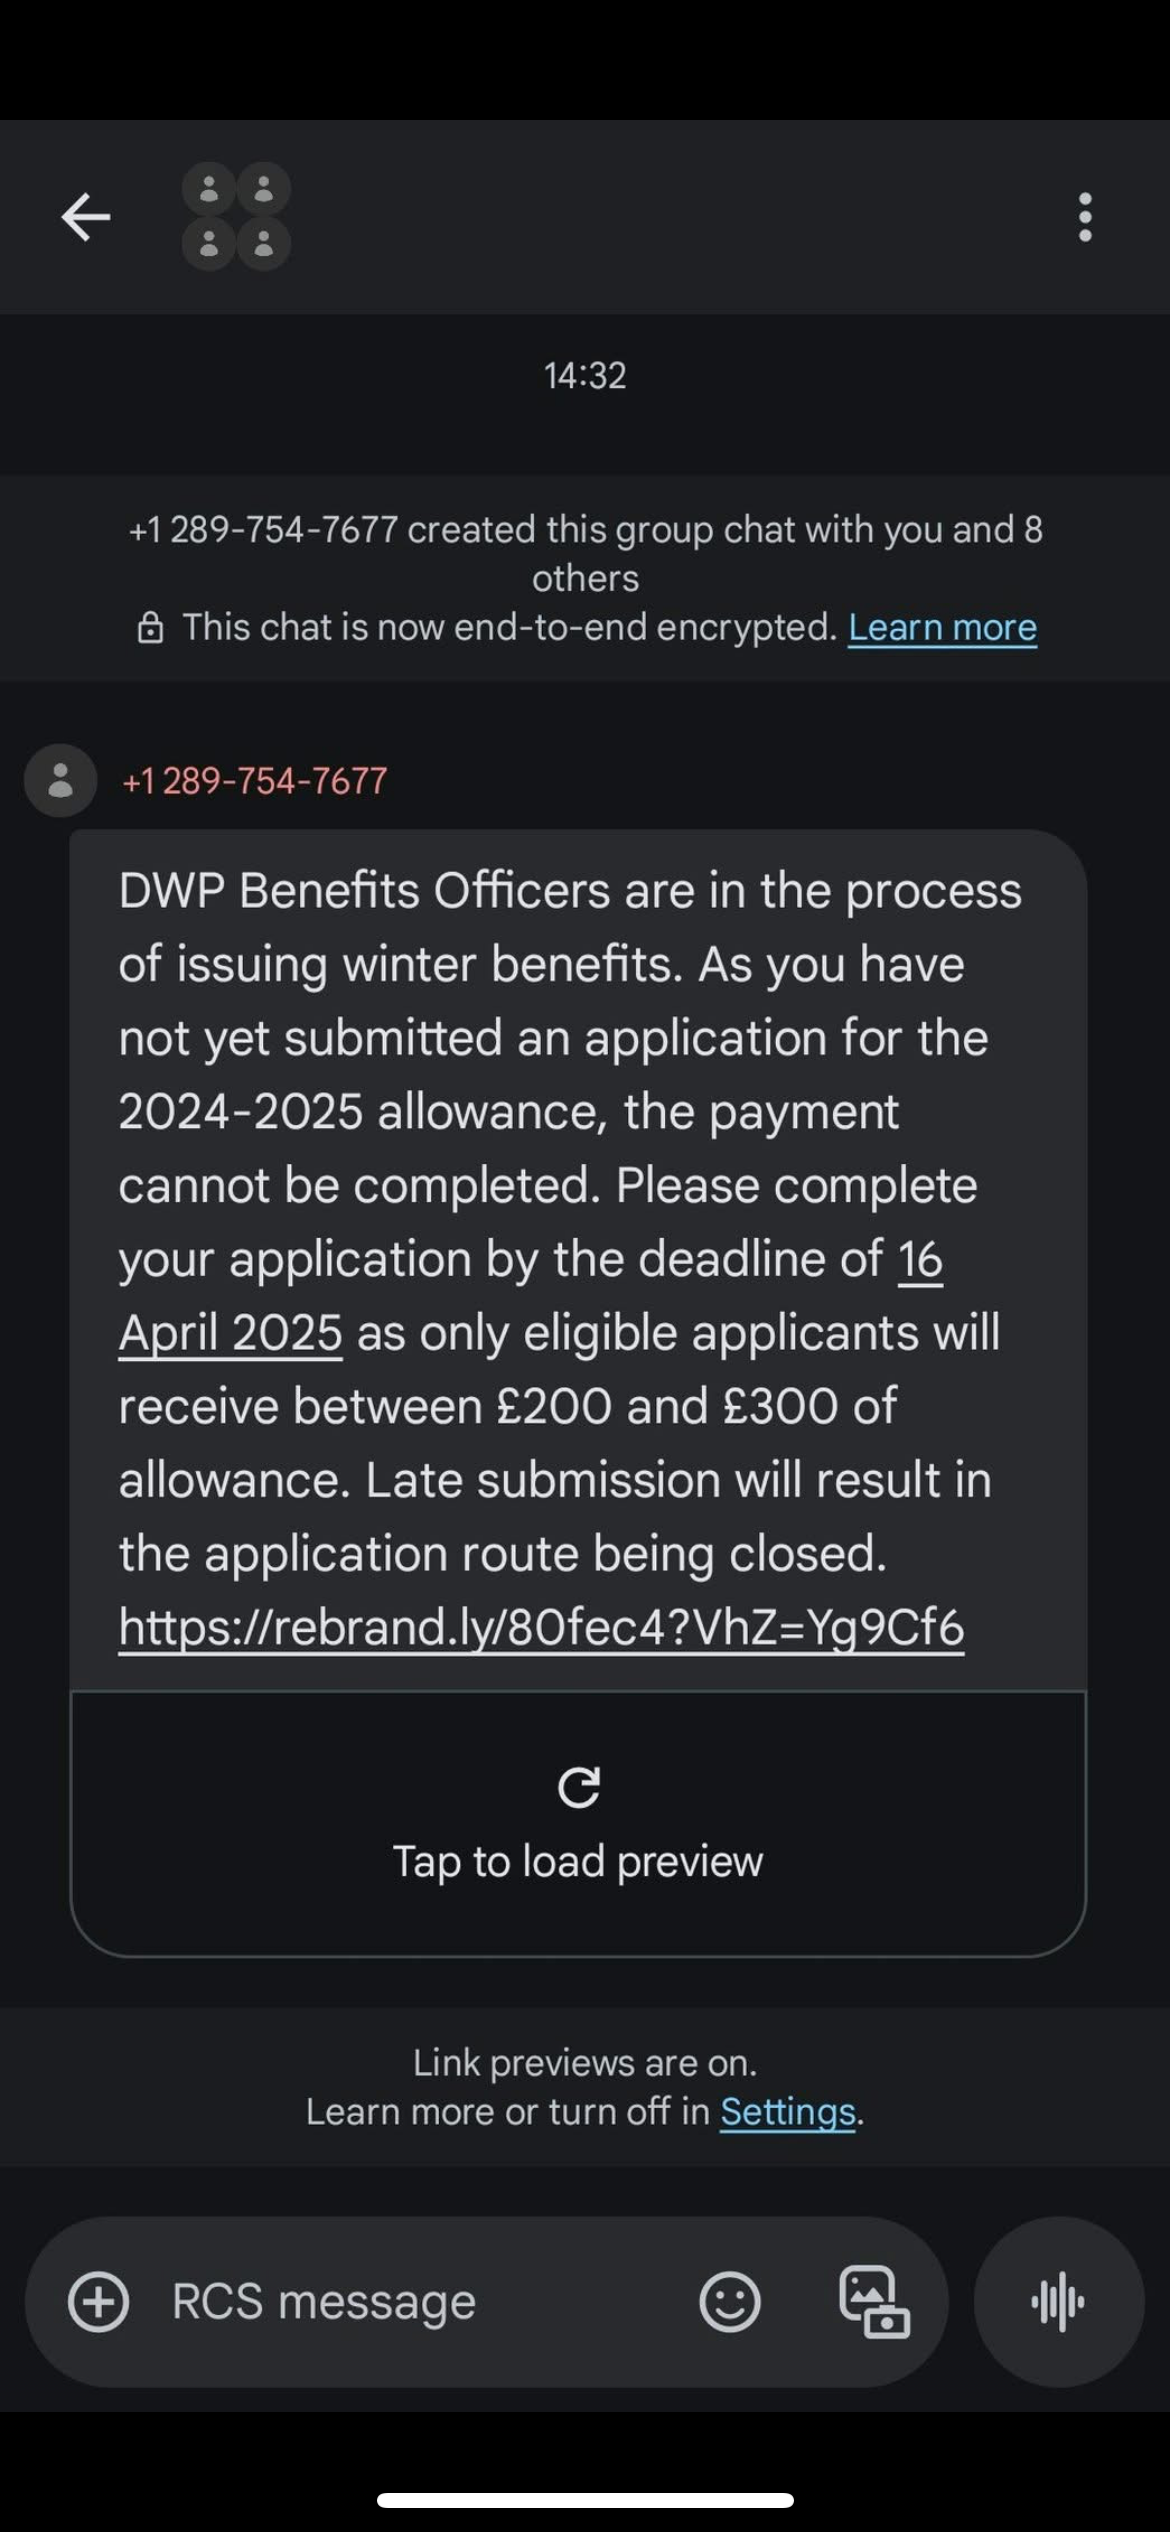 14:32
+1 289-754-7677 created this group chat with you and 8
others
This chat is now end-to-end encrypted. Learn more
+1 289-754-7677
DWP Benefits Officers are in the process
of issuing winter benefits. As you have
not yet submitted an application for the
2024-2025 allowance, the payment
cannot be completed. Please complete
your application by the deadline of 16
April 2025 as only eligible applicants will
receive between £200 and £300 of
allowance. Late submission will result in
the application route being closed.
https://rebrand.ly/80fec4?VhZ=Yg9Cf6
Tap to load preview
Link previews are on.
Learn more or turn off in Settings.
RCS message